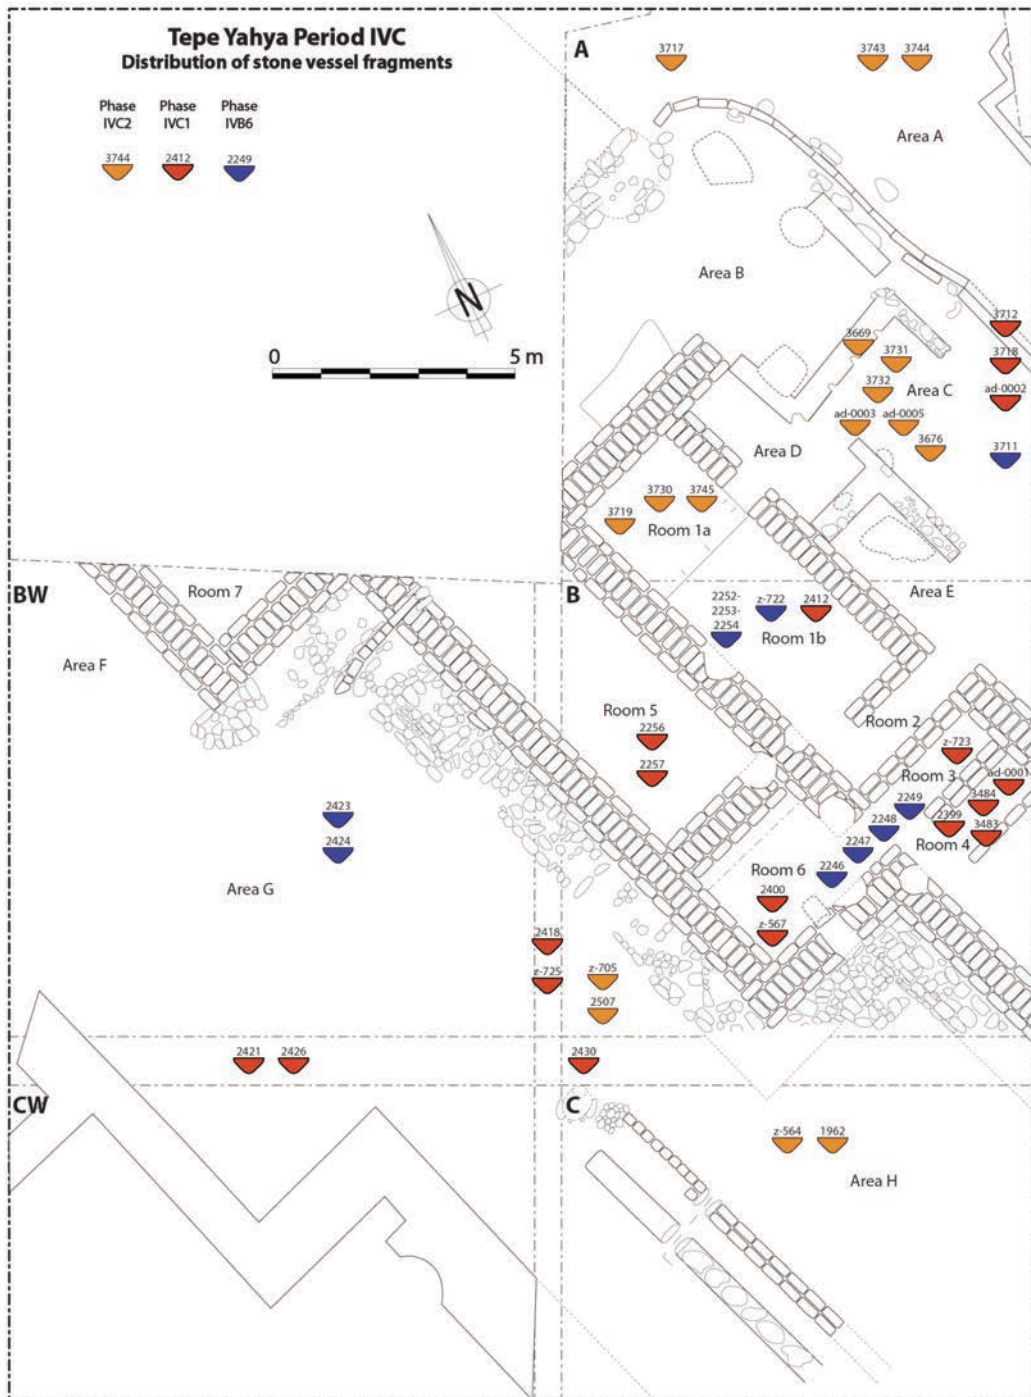 Tepe Yahya Period IVC
Distribution of stone vessel fragments
Phase IVC2
Phase IVC1
Phase IVB6
3744
2412
2249
N
0
5 m
A
3717
3743
3744
Area A
Area B
3712
3669
3731
3718
3732
Area C
ad-0002
ad-0003
ad-0005
3676
3711
Area D
3730
3745
3719
Room 1a
BW
Room 7
B
2252-
2253-
2254
z-722
2412
Area E
Room 1b
Area F
Room 5
2256
2257
Room 2
z-723
Room 3
ad-0001
2249
3484
2248
2399
3483
2247
Room 4
2423
2424
2246
Room 6
Area G
2400
z-567
2418
z-725
z-705
2507
2421
2426
2430
CW
C
z-564
1962
Area H